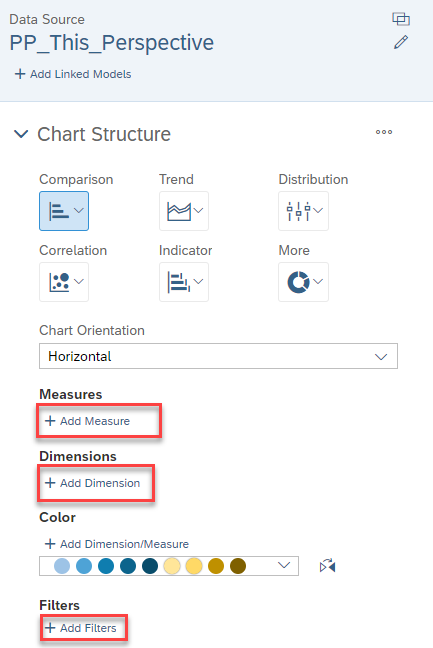 Data Source
PP_This_Perspective
+ Add Linked Models
Chart Structure
Comparison Trend Distribution
Correlation Indicator More
Chart Orientation
Horizontal
Measures
+ Add Measure
Dimensions
+ Add Dimension
Color
+ Add Dimension/Measure
Filters
+ Add Filters